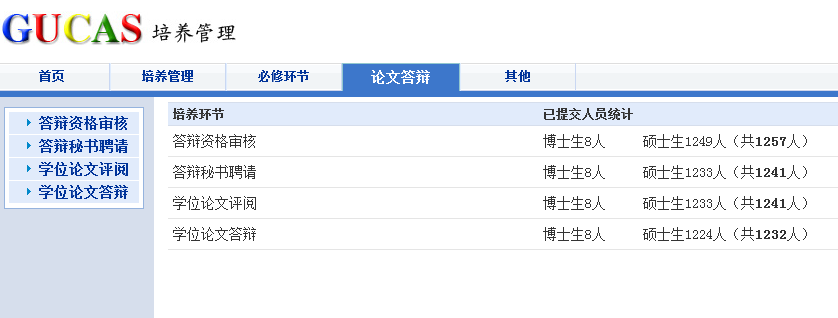 GUCAS 培养管理
首页 培养管理 必修环节 论文答辩 其他
答辩资格审核
答辩秘书聘请
学位论文评阅
学位论文答辩
培养环节 已提交人员统计
答辩资格审核 博士生8人 硕士生1249人（共1257人）
答辩秘书聘请 博士生8人 硕士生1233人（共1241人）
学位论文评阅 博士生8人 硕士生1233人（共1241人）
学位论文答辩 博士生8人 硕士生1224人（共1232人）